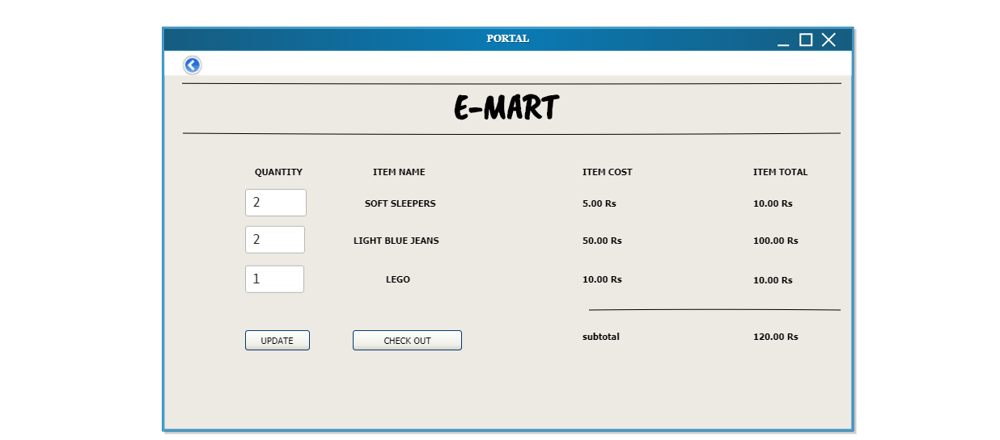 PORTAL
E-MART
QUANTITY ITEM NAME ITEM COST ITEM TOTAL
2 SOFT SLEEPERS 5.00 Rs 10.00 Rs
2 LIGHT BLUE JEANS 50.00 Rs 100.00 Rs
1 LEGO 10.00 Rs 10.00 Rs
UPDATE CHECK OUT subtotal 120.00 Rs